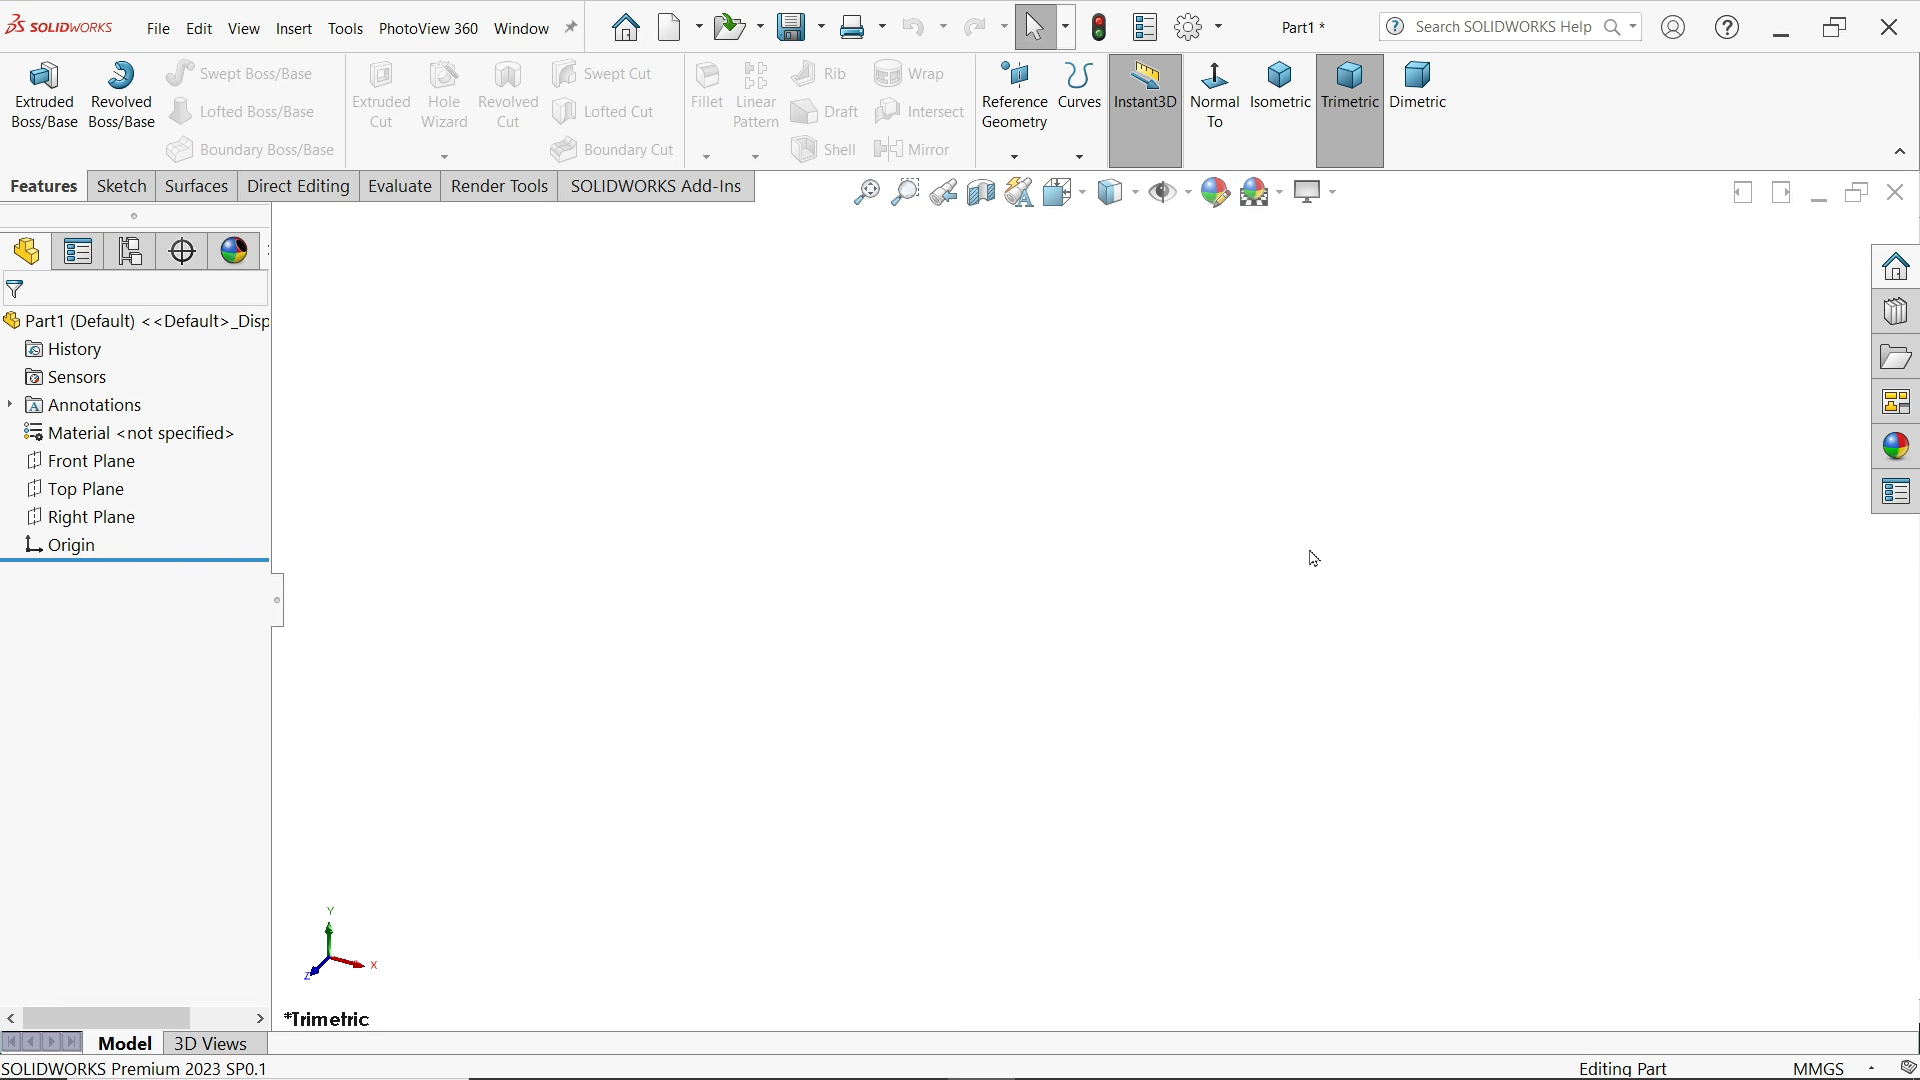 SOLIDWORKS File Edit View Insert Tools PhotoView 360 Window Part1 * Search SOLIDWORKS Help
Extruded Boss/Base
Revolved Boss/Base
Swept Boss/Base
Lofted Boss/Base
Boundary Boss/Base
Extruded Cut
Hole Wizard
Revolved Cut
Swept Cut
Lofted Cut
Boundary Cut
Fillet
Linear Pattern
Rib
Draft
Shell
Wrap
Intersect
Mirror
Reference Geometry
Curves
Instant3D
Normal To
Isometric
Trimetric
Dimetric
Features Sketch Surfaces Direct Editing Evaluate Render Tools SOLIDWORKS Add-Ins
Part1 (Default) <<Default>_Disp
History
Sensors
Annotations
Material <not specified>
Front Plane
Top Plane
Right Plane
Origin
Y
X
Z
*Trimetric
Model 3D Views
SOLIDWORKS Premium 2023 SP0.1 Editing Part MMGS